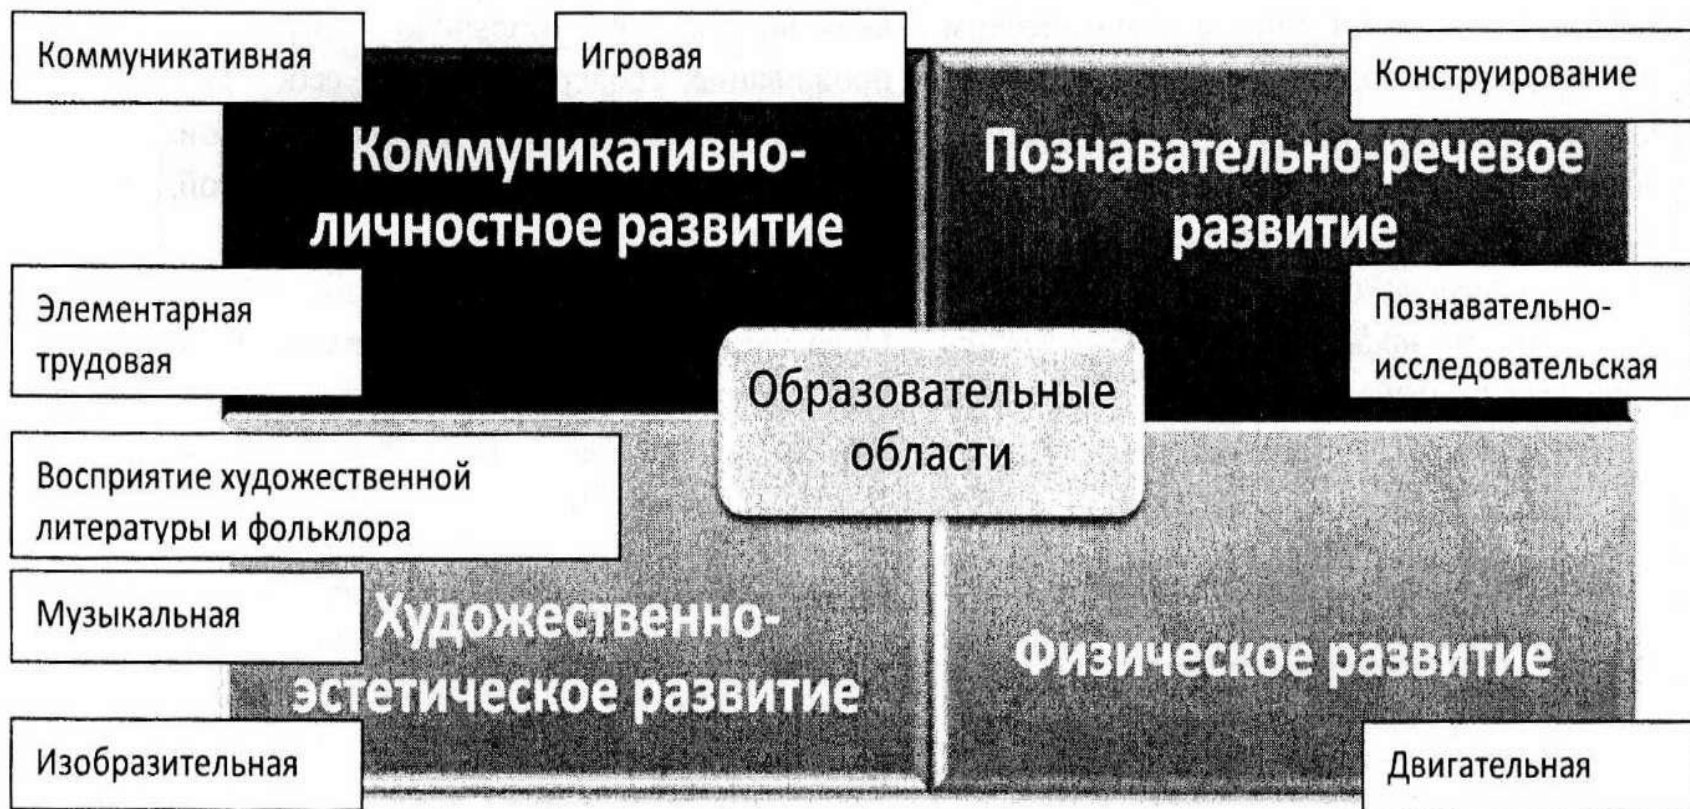 Коммуникативная
Игровая
Конструирование
Коммуникативно-
личностное развитие
Познавательно-речевое
развитие
Элементарная
трудовая
Познавательно-
исследовательская
Образовательные
области
Восприятие художественной
литературы и фольклора
Музыкальная
Художественно-
эстетическое развитие
Физическое развитие
Изобразительная
Двигательная